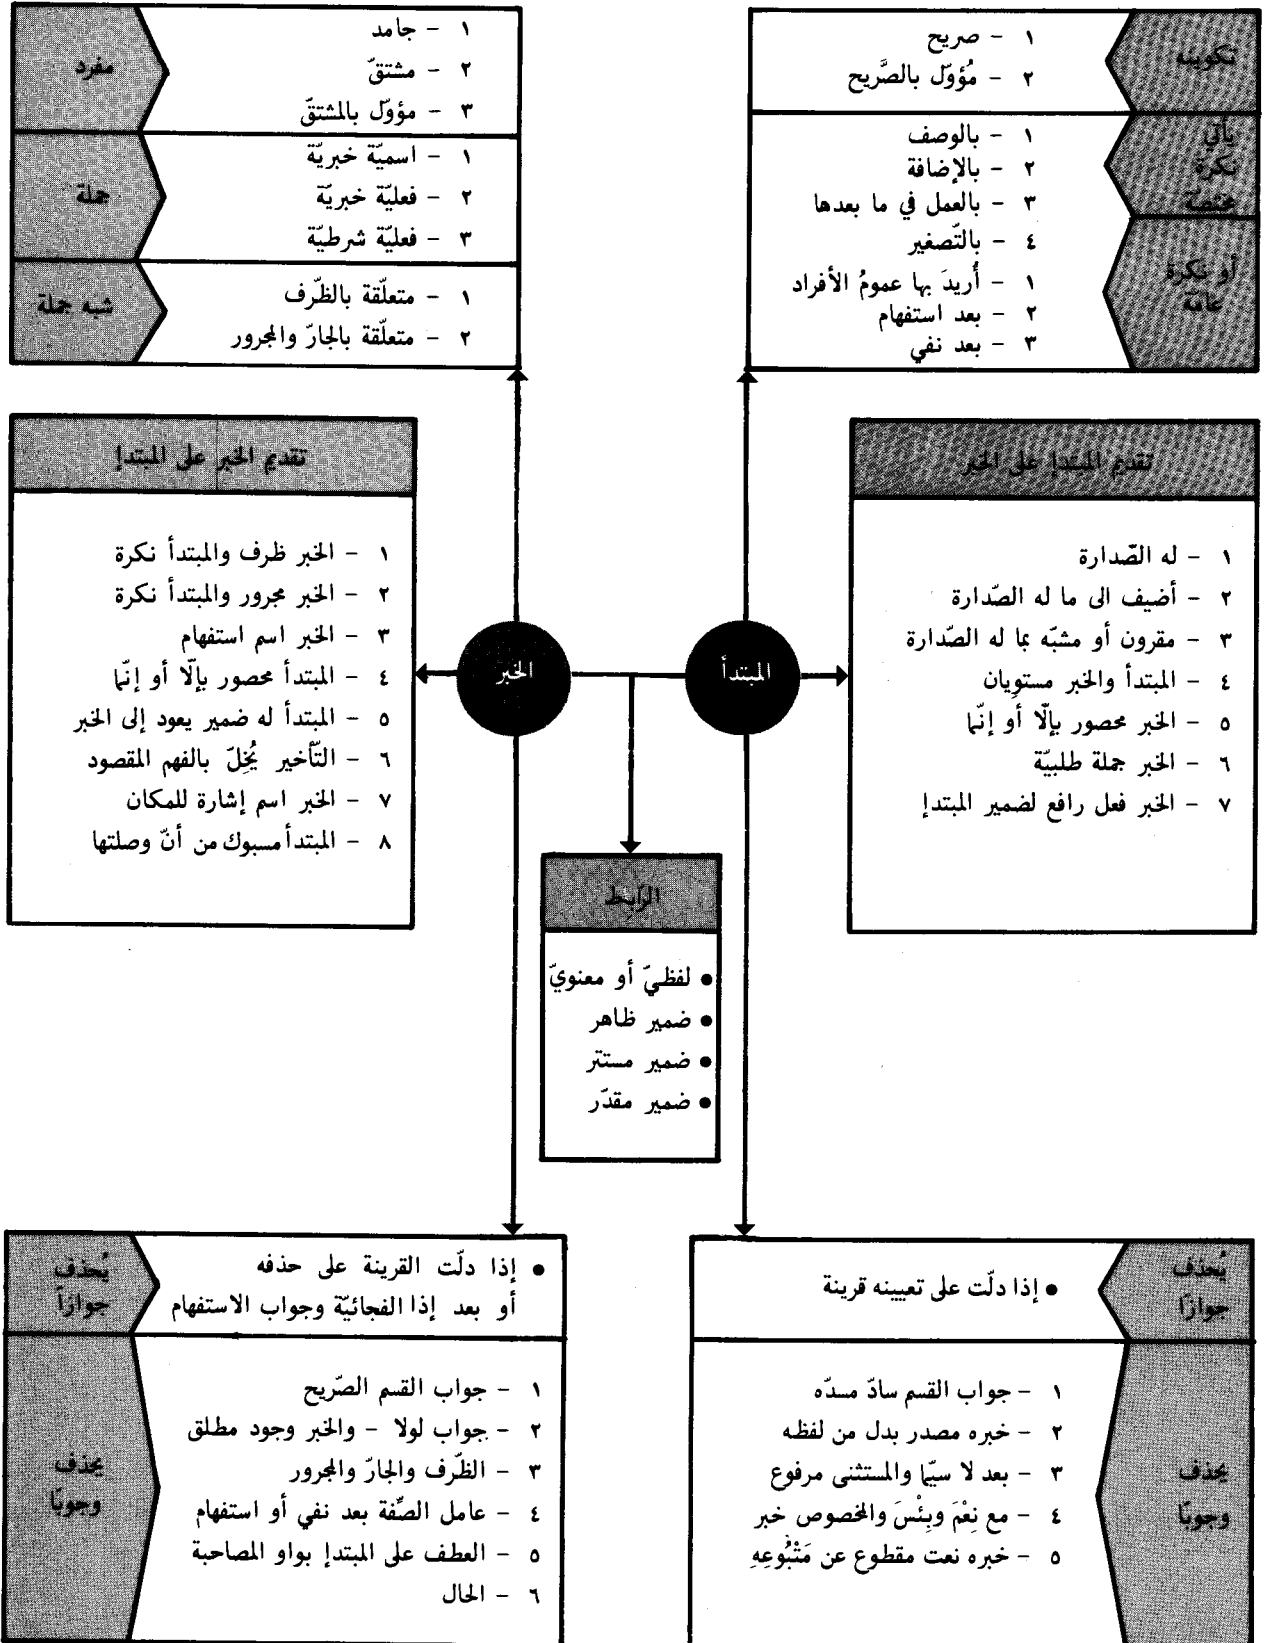 تكوينه
١ - صريح
٢ - مُؤوّل بالصَّريح
يأتي
نكرة
مختصة
١ - بالوصف
٢ - بالإضافة
٣ - بالعمل في ما بعدها
٤ - بالتّصغير
أو نكرة
عامّة
١ - أُريدَ بها عمومُ الأفراد
٢ - بعد استفهام
٣ - بعد نفي
مفرد
١ - جامد
٢ - مشتقّ
٣ - مؤوّل بالمشتقّ
جملة
١ - اسميّة خبريّة
٢ - فعليّة خبريّة
٣ - فعليّة شرطيّة
شبه جملة
١ - متعلّقة بالظّرف
٢ - متعلّقة بالجارّ والمجرور
تقديم المبتدإ على الخبر
١ - له الصّدارة
٢ - أضيف الى ما له الصّدارة
٣ - مقرون أو مشبّه بما له الصّدارة
٤ - المبتدأ والخبر مستويان
٥ - الخبر محصور بإلّا أو إنّما
٦ - الخبر جملة طلبيّة
٧ - الخبر فعل رافع لضمير المبتدإ
المبتدأ
الخبر
تقديم الخبر على المبتدإ
١ - الخبر ظرف والمبتدأ نكرة
٢ - الخبر مجرور والمبتدأ نكرة
٣ - الخبر اسم استفهام
٤ - المبتدأ محصور بإلّا أو إنّما
٥ - المبتدأ له ضمير يعود إلى الخبر
٦ - التّأخير يُخِلّ بالفهم المقصود
٧ - الخبر اسم إشارة للمكان
٨ - المبتدأ مسبوك من أنّ وصلتها
الرّابط
• لفظيّ أو معنويّ
• ضمير ظاهر
• ضمير مستتر
• ضمير مقدّر
يُحذف
جوازًا
• إذا دلّت على تعيينه قرينة
يحذف
وجوبًا
١ - جواب القسم سادّ مسدّه
٢ - خبره مصدر بدل من لفظه
٣ - بعد لا سيّما والمستثنى مرفوع
٤ - مع نِعْمَ وبِئْسَ والمخصوص خبر
٥ - خبره نعت مقطوع عن مَتْبُوعِهِ
يُحذف
جوازاً
• إذا دلّت القرينة على حذفه
أو بعد إذا الفجائيّة وجواب الاستفهام
يحذف
وجوبًا
١ - جواب القسم الصّريح
٢ - جواب لولا - والخبر وجود مطلق
٣ - الظّرف والجارّ والمجرور
٤ - عامل الصِّفة بعد نفي أو استفهام
٥ - العطف على المبتدإ بواو المصاحبة
٦ - الحال